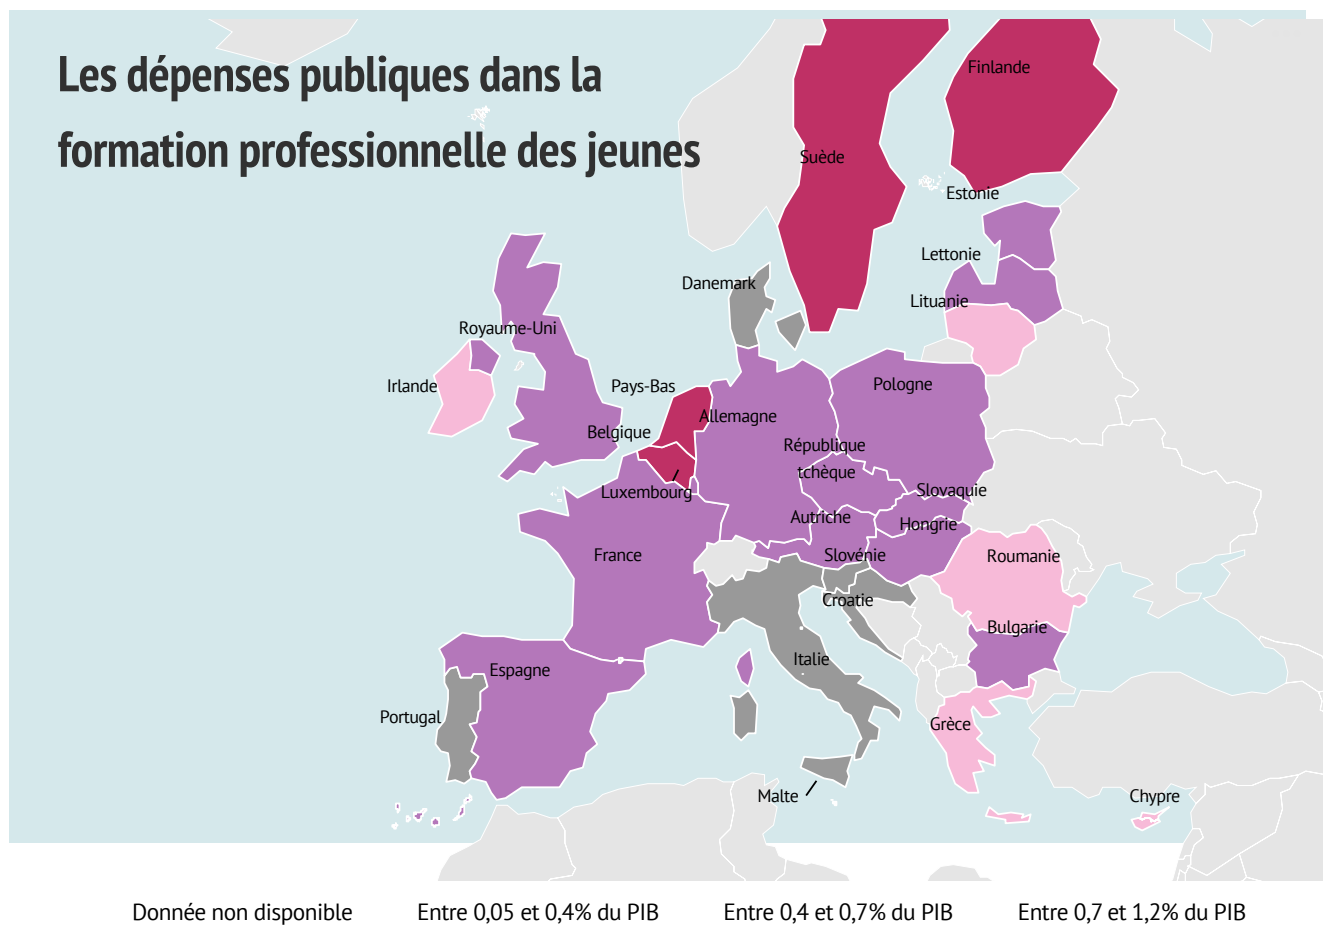 Les dépenses publiques dans la
formation professionnelle des jeunes
Finlande
Suède
Estonie
Lettonie
Danemark
Lituanie
Royaume-Uni
Irlande
Pays-Bas
Pologne
Allemagne
Belgique
République
tchèque
Luxembourg
Slovaquie
Autriche
Hongrie
France
Slovénie
Roumanie
Croatie
Bulgarie
Italie
Espagne
Portugal
Grèce
Malte
Chypre
Donnée non disponible
Entre 0,05 et 0,4% du PIB
Entre 0,4 et 0,7% du PIB
Entre 0,7 et 1,2% du PIB